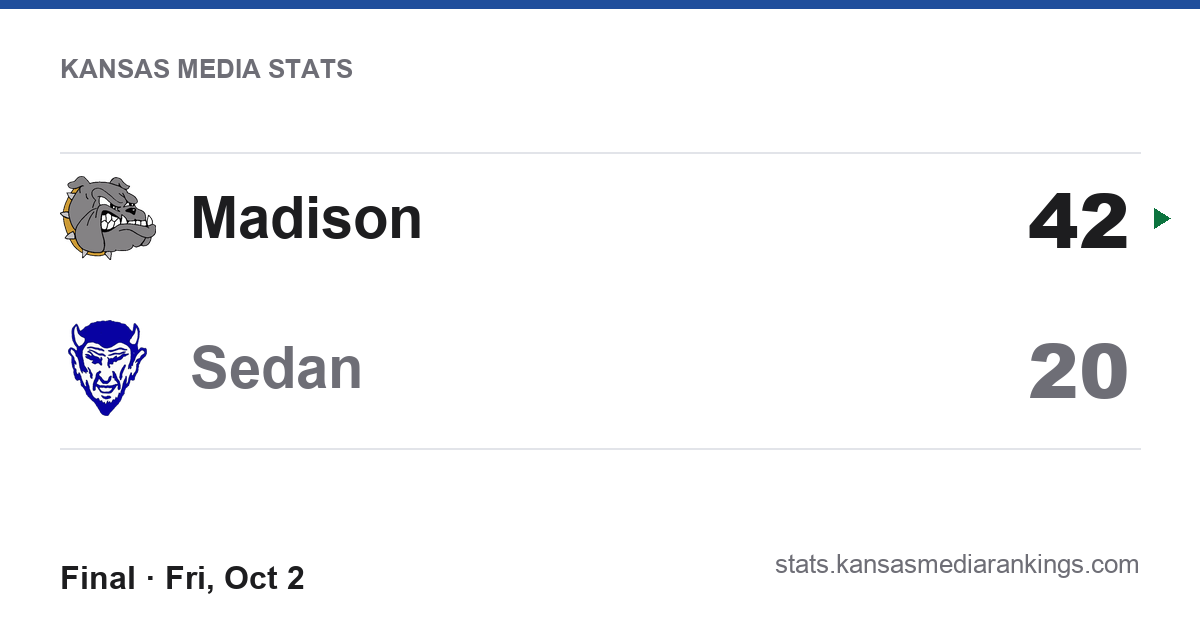 KANSAS MEDIA STATS
Madison 42
Sedan 20
Final · Fri, Oct 2
stats.kansasmediarankings.com